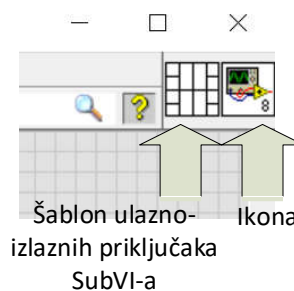 ?
8
Šablon ulazno-
izlaznih priključaka
SubVI-a
Ikona